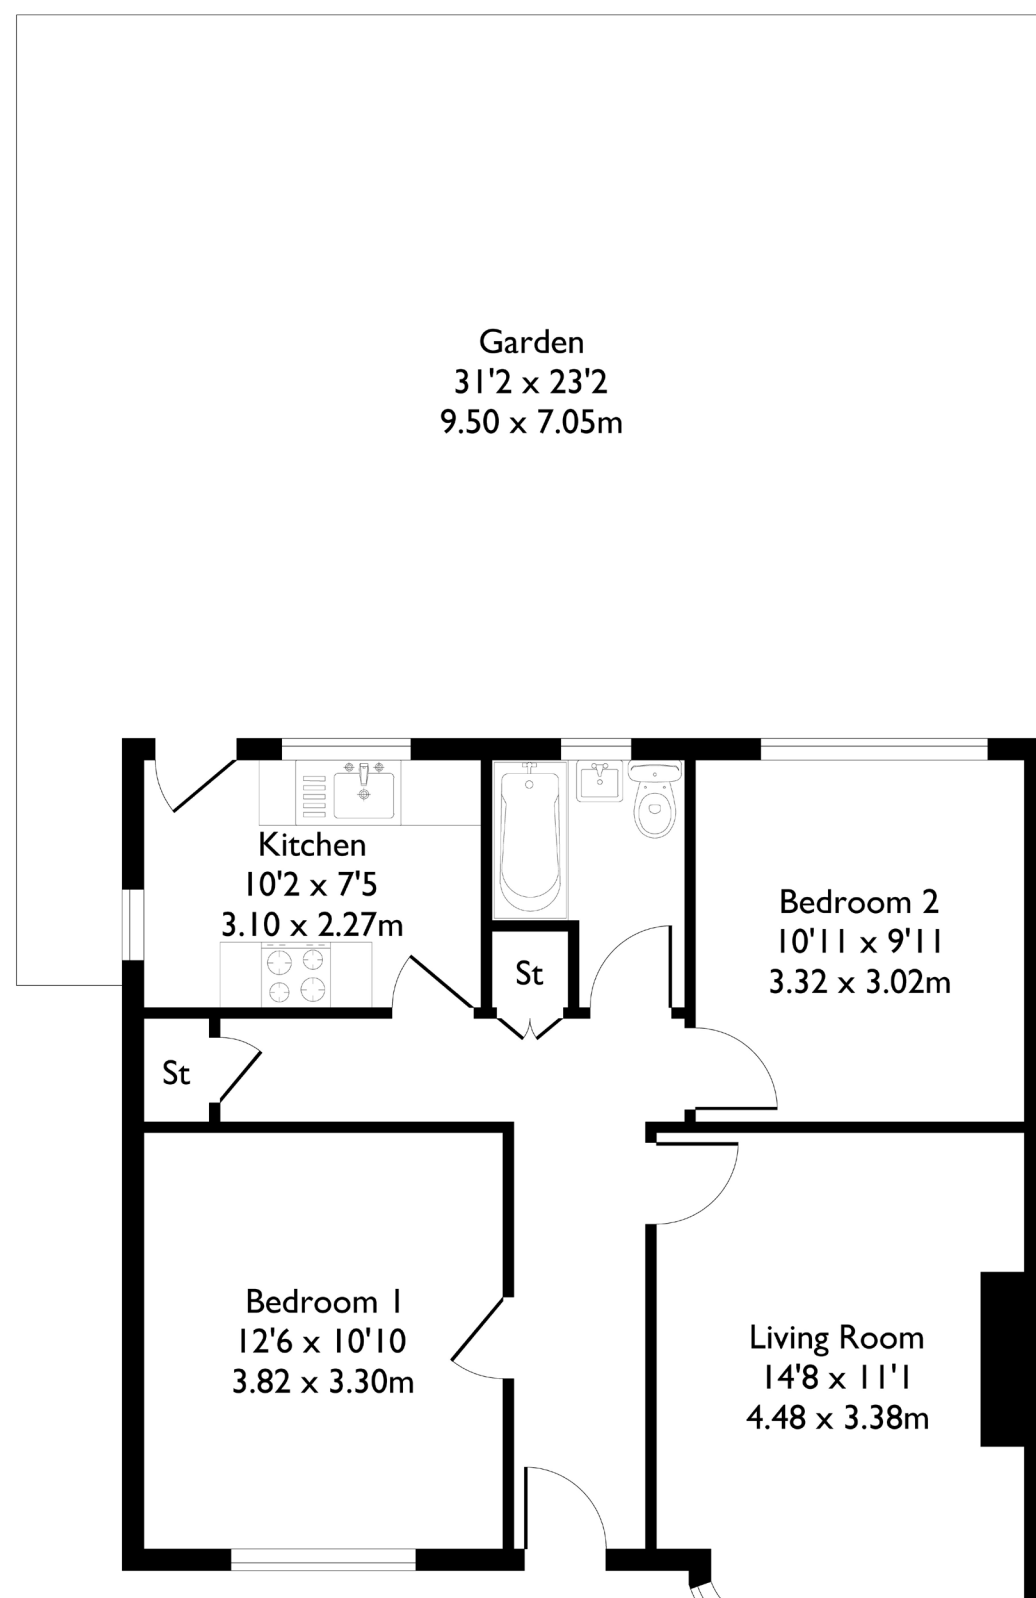 Garden
31'2 x 23'2
9.50 x 7.05m
Kitchen
10'2 x 7'5
3.10 x 2.27m
Bedroom 2
10'11 x 9'11
3.32 x 3.02m
St
St
Bedroom 1
12'6 x 10'10
3.82 x 3.30m
Living Room
14'8 x 11'1
4.48 x 3.38m